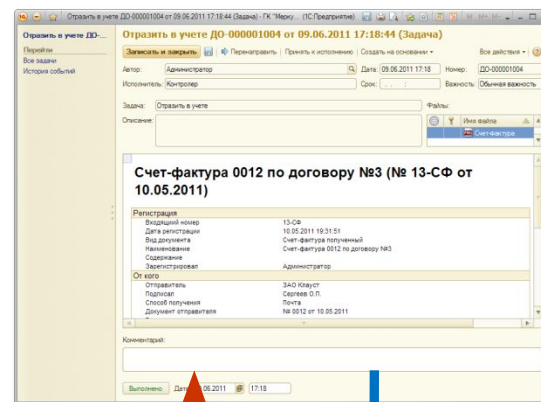 Отразить в учете ДО-000001004 от 09.06.2011 17:18:44 (Задача) - ГК "Мерку... (1С:Предприятие)
M M+ M-
Отразить в учете ДО-...
Перейти
Все задачи
История событий
Отразить в учете ДО-000001004 от 09.06.2011 17:18:44 (Задача)
Записать и закрыть Перенаправить Принять к исполнению Создать на основании Все действия
Автор: Администратор Дата: 09.06.2011 17:18 Номер: ДО-000001004
Исполнитель: Контролер Срок: . . : Важность: Обычная важность
Задача: Отразить в учете Файлы:
Описание: Имя файла
Счет-фактура
Счет-фактура 0012 по договору №3 (№ 13-СФ от
10.05.2011)
Регистрация
Входящий номер 13-СФ
Дата регистрации 10.05.2011 19:31:51
Вид документа Счет-фактура полученный
Наименование Счет-фактура 0012 по договору №3
Содержание
Зарегистрировал Администратор
От кого
Отправитель ЗАО Клауст
Подписал Сергеев О.П.
Способ получения Почта
Документ отправителя № 0012 от 10.05.2011
Комментарий:
Выполнено .06.2011 17:18